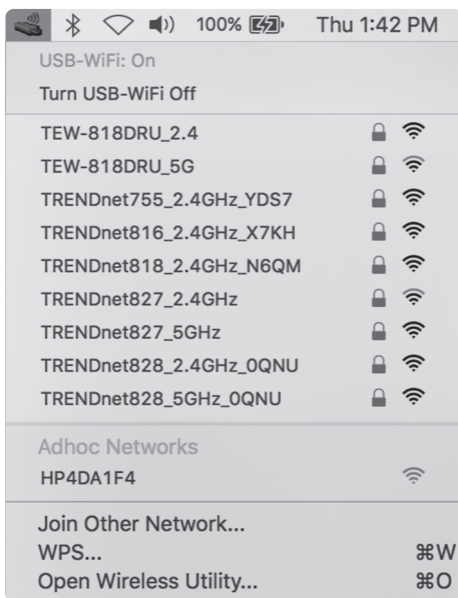 100% Thu 1:42 PM
USB-WiFi: On
Turn USB-WiFi Off
TEW-818DRU_2.4
TEW-818DRU_5G
TRENDnet755_2.4GHz_YDS7
TRENDnet816_2.4GHz_X7KH
TRENDnet818_2.4GHz_N6QM
TRENDnet827_2.4GHz
TRENDnet827_5GHz
TRENDnet828_2.4GHz_0QNU
TRENDnet828_5GHz_0QNU
Adhoc Networks
HP4DA1F4
Join Other Network...
WPS... ⌘W
Open Wireless Utility... ⌘O